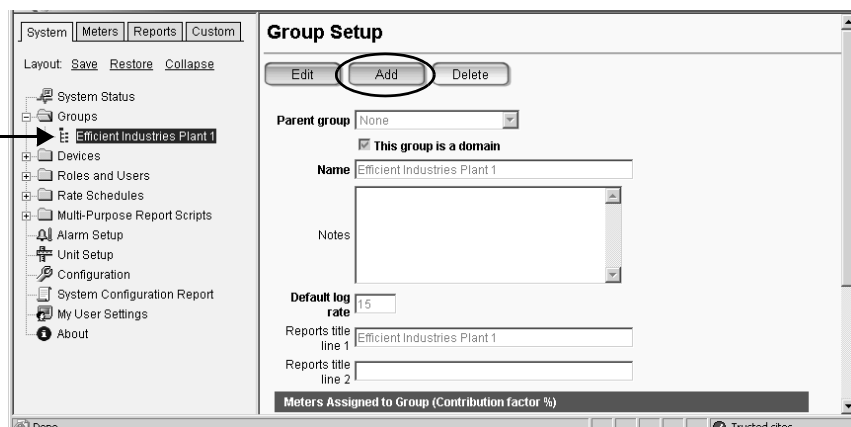 System Meters Reports Custom
Layout: Save Restore Collapse
System Status
Groups
Efficient Industries Plant 1
Devices
Roles and Users
Rate Schedules
Multi-Purpose Report Scripts
Alarm Setup
Unit Setup
Configuration
System Configuration Report
My User Settings
About
Group Setup
Edit Add Delete
Parent group None
This group is a domain
Name Efficient Industries Plant 1
Notes
Default log
rate 15
Reports title
line 1 Efficient Industries Plant 1
Reports title
line 2
Meters Assigned to Group (Contribution factor %)
Done
Trusted sites